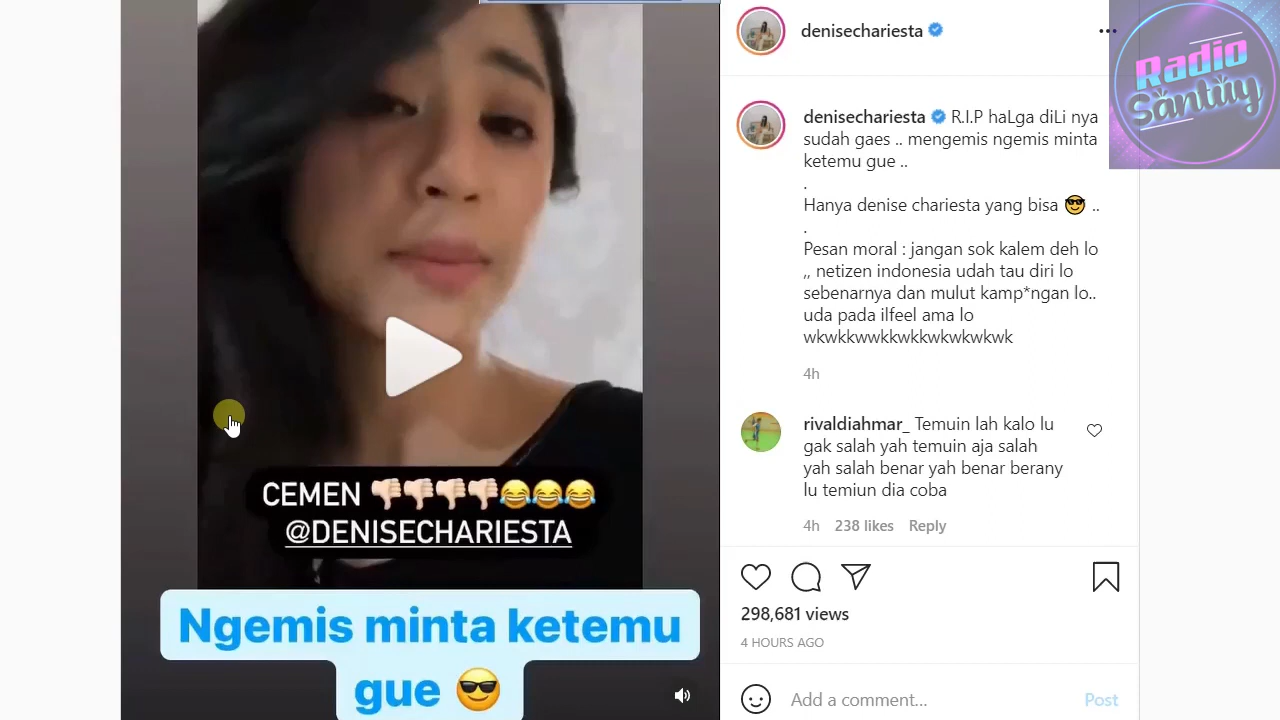 denisechariesta
Radio
Santuy
denisechariesta R.I.P haLga diLi nya
sudah gaes .. mengemis ngemis minta
ketemu gue ..
.
Hanya denise chariesta yang bisa 😎 ..
.
Pesan moral : jangan sok kalem deh lo
,, netizen indonesia udah tau diri lo
sebenarnya dan mulut kamp*ngan lo..
uda pada ilfeel ama lo
wkwkkwwkkwkkwkwkwkwk
4h
rivaldiahmar_ Temuin lah kalo lu
gak salah yah temuin aja salah
yah salah benar yah benar berany
lu temiun dia coba
4h 238 likes Reply
298,681 views
4 HOURS AGO
Add a comment... Post
CEMEN 👎🏻👎🏻👎🏻👎🏻😂😂😂
@DENISECHARIESTA
Ngemis minta ketemu
gue 😎